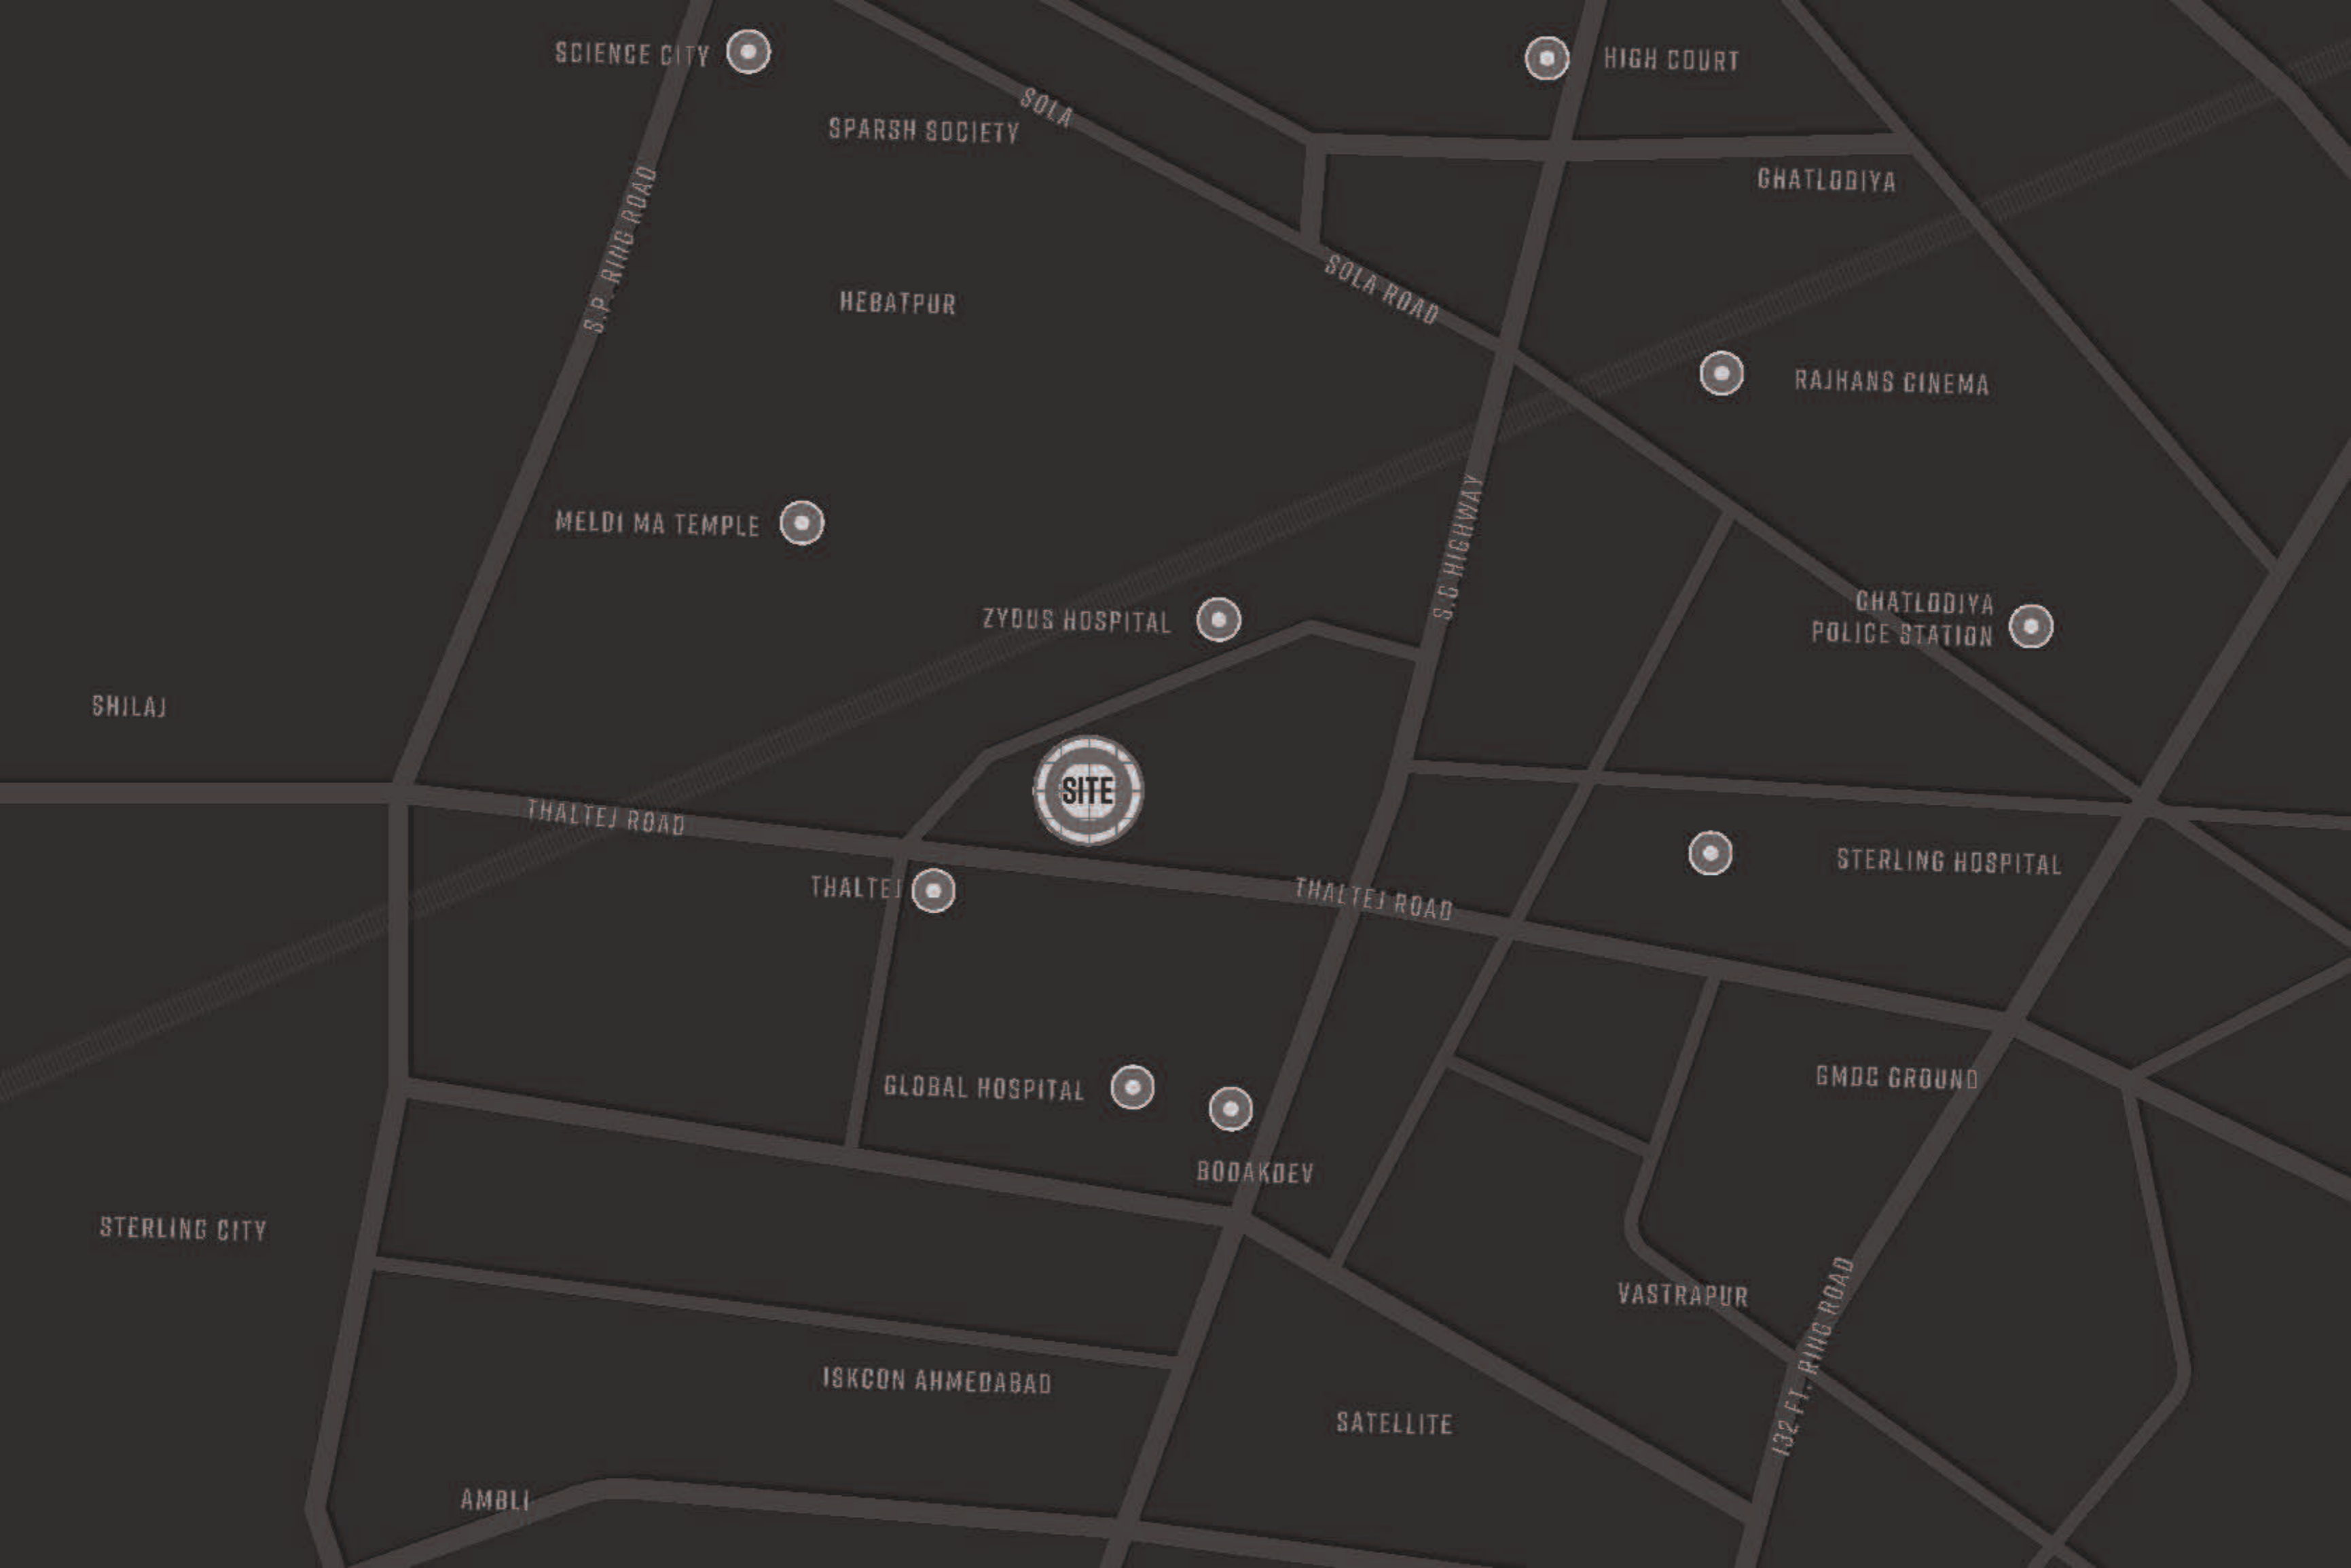 SCIENCE CITY
HIGH COURT
SOLA
SPARSH SOCIETY
GHATLODIYA
S.P. RING ROAD
SOLA ROAD
HEBATPUR
RAJHANS CINEMA
MELDI MA TEMPLE
S.G HIGHWAY
ZYDUS HOSPITAL
GHATLODIYA
POLICE STATION
SHILAJ
SITE
THALTEJ ROAD
STERLING HOSPITAL
THALTEJ
THALTEJ ROAD
GMDC GROUND
GLOBAL HOSPITAL
BODAKDEV
STERLING CITY
VASTRAPUR
132 FT. RING ROAD
ISKCON AHMEDABAD
SATELLITE
AMBLI